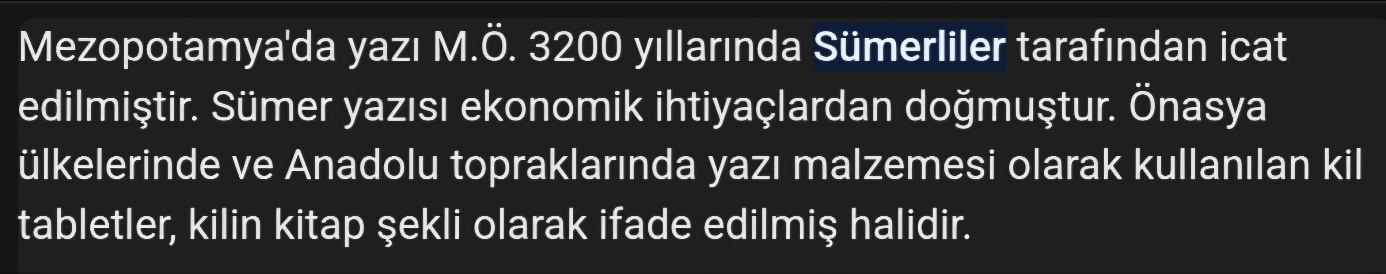 Mezopotamya'da yazı M.Ö. 3200 yıllarında Sümerliler tarafından icat
edilmiştir. Sümer yazısı ekonomik ihtiyaçlardan doğmuştur. Önasya
ülkelerinde ve Anadolu topraklarında yazı malzemesi olarak kullanılan kil
tabletler, kilin kitap şekli olarak ifade edilmiş halidir.